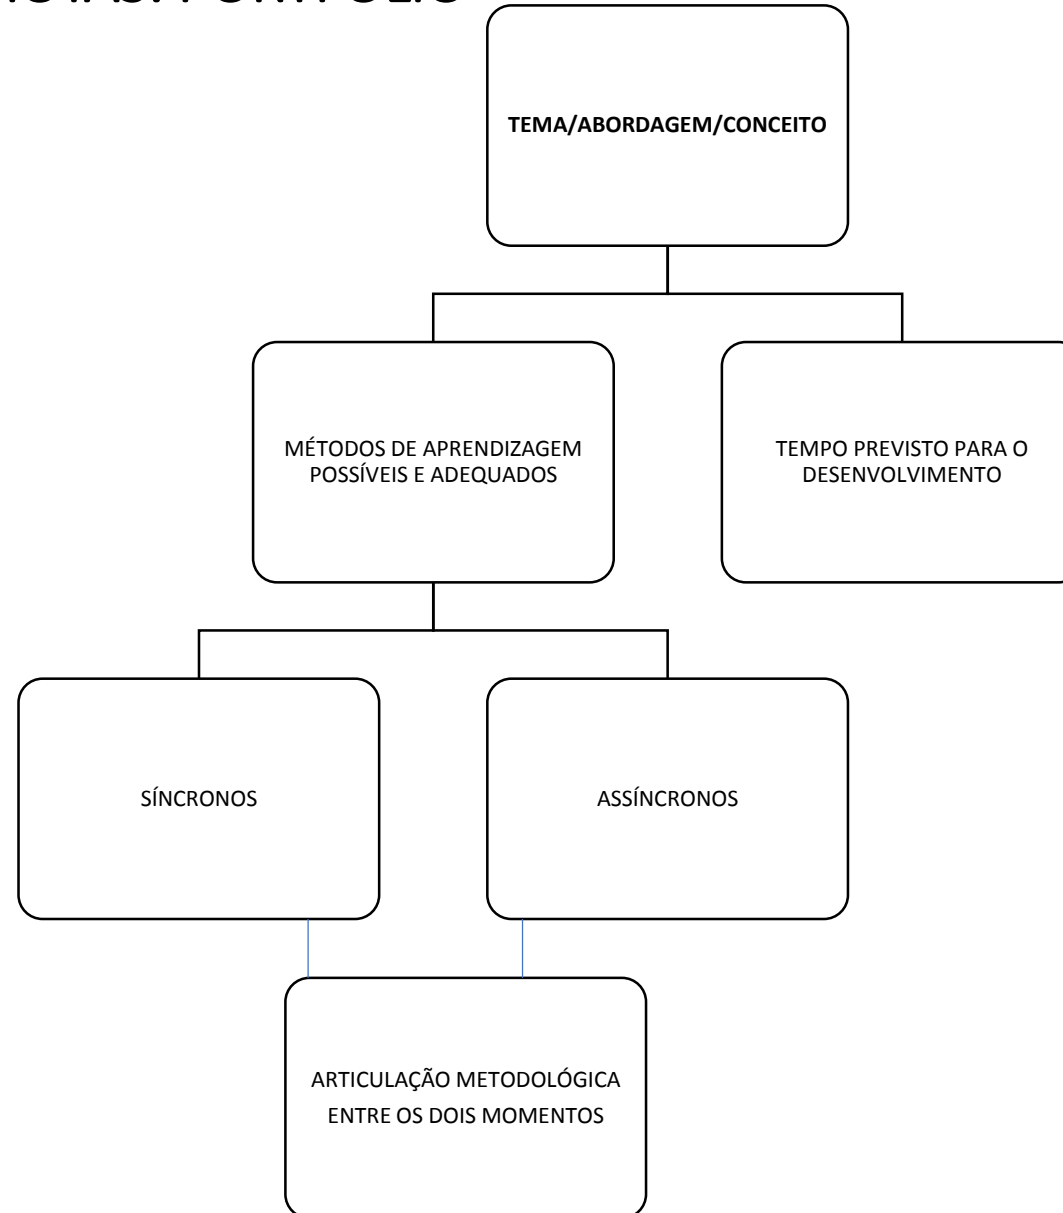 TEMA/ABORDAGEM/CONCEITO
MÉTODOS DE APRENDIZAGEM
POSSÍVEIS E ADEQUADOS
TEMPO PREVISTO PARA O
DESENVOLVIMENTO
SÍNCRONOS
ASSÍNCRONOS
ARTICULAÇÃO METODOLÓGICA
ENTRE OS DOIS MOMENTOS